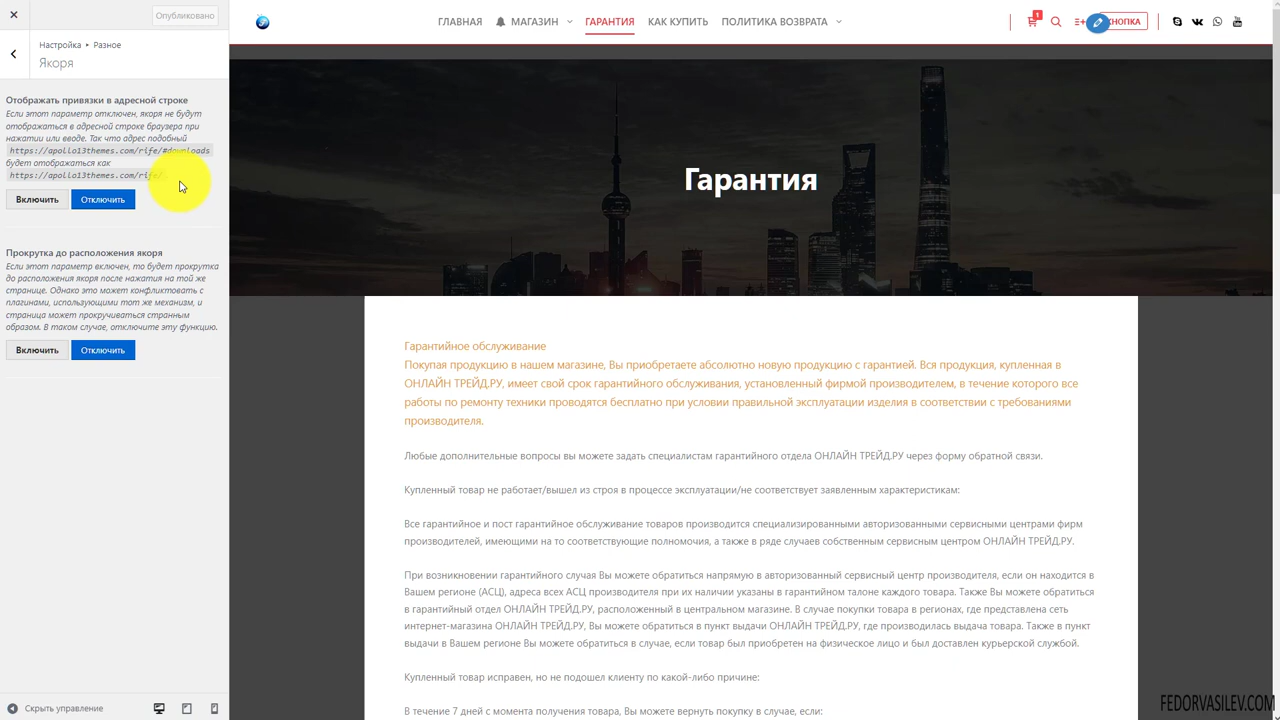 Опубликовано
Настройка ▸ Разное
Якоря
Отображать привязки в адресной строке
Если этот параметр отключен, якоря не будут
отображаться в адресной строке браузера при
нажатии или вводе. Так что адрес подобный
https://apollo13themes.com/rife/#downloads
будет отображаться как
https://apollo13themes.com/rife/
Включить Отключить
Прокрутка до расположения якоря
Если этот параметр включен, то будет прокрутка
до расположения якоря после нажатия на той же
странице. Однако это может конфликтовать с
плагинами, использующими тот же механизм, и
страница может прокручиваться странным
образом. В таком случае, отключите эту функцию.
Включить Отключить
Скрыть управление
ГЛАВНАЯ МАГАЗИН ГАРАНТИЯ КАК КУПИТЬ ПОЛИТИКА ВОЗВРАТА 1 КНОПКА
Гарантия
Гарантийное обслуживание
Покупая продукцию в нашем магазине, Вы приобретаете абсолютно новую продукцию с гарантией. Вся продукция, купленная в
ОНЛАЙН ТРЕЙД.РУ, имеет свой срок гарантийного обслуживания, установленный фирмой производителем, в течение которого все
работы по ремонту техники проводятся бесплатно при условии правильной эксплуатации изделия в соответствии с требованиями
производителя.
Любые дополнительные вопросы вы можете задать специалистам гарантийного отдела ОНЛАЙН ТРЕЙД.РУ через форму обратной связи.
Купленный товар не работает/вышел из строя в процессе эксплуатации/не соответствует заявленным характеристикам:
Все гарантийное и пост гарантийное обслуживание товаров производится специализированными авторизованными сервисными центрами фирм
производителей, имеющими на то соответствующие полномочия, а также в ряде случаев собственным сервисным центром ОНЛАЙН ТРЕЙД.РУ.
При возникновении гарантийного случая Вы можете обратиться напрямую в авторизованный сервисный центр производителя, если он находится в
Вашем регионе (АСЦ), адреса всех АСЦ производителя при их наличии указаны в гарантийном талоне каждого товара. Также Вы можете обратиться
в гарантийный отдел ОНЛАЙН ТРЕЙД.РУ, расположенный в центральном магазине. В случае покупки товара в регионах, где представлена сеть
интернет-магазина ОНЛАЙН ТРЕЙД.РУ, Вы можете обратиться в пункт выдачи ОНЛАЙН ТРЕЙД.РУ, где производилась выдача товара. Также в пункт
выдачи в Вашем регионе Вы можете обратиться в случае, если товар был приобретен на физическое лицо и был доставлен курьерской службой.
Купленный товар исправен, но не подошел клиенту по какой-либо причине:
В течение 7 дней с момента получения товара, Вы можете вернуть покупку в случае, если:
FEDORVASILEV.COM